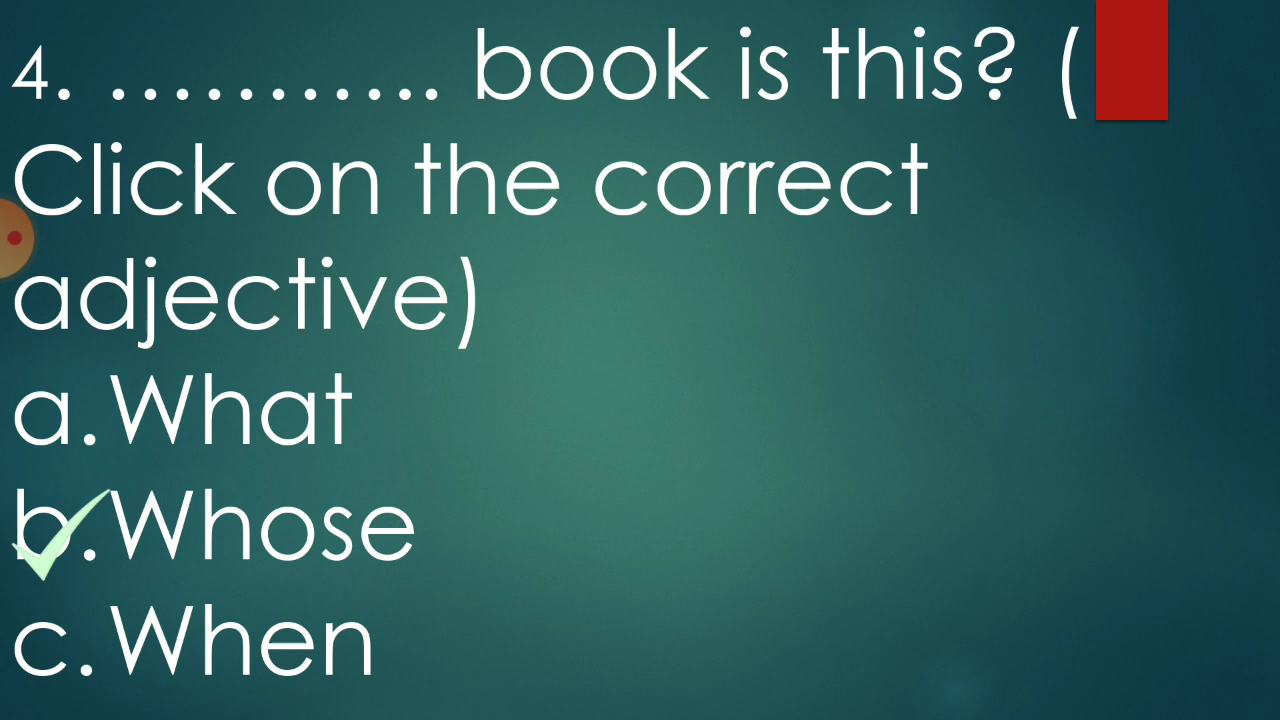 4. ……….. book is this? (
Click on the correct
adjective)
a.What
b.Whose
c.When